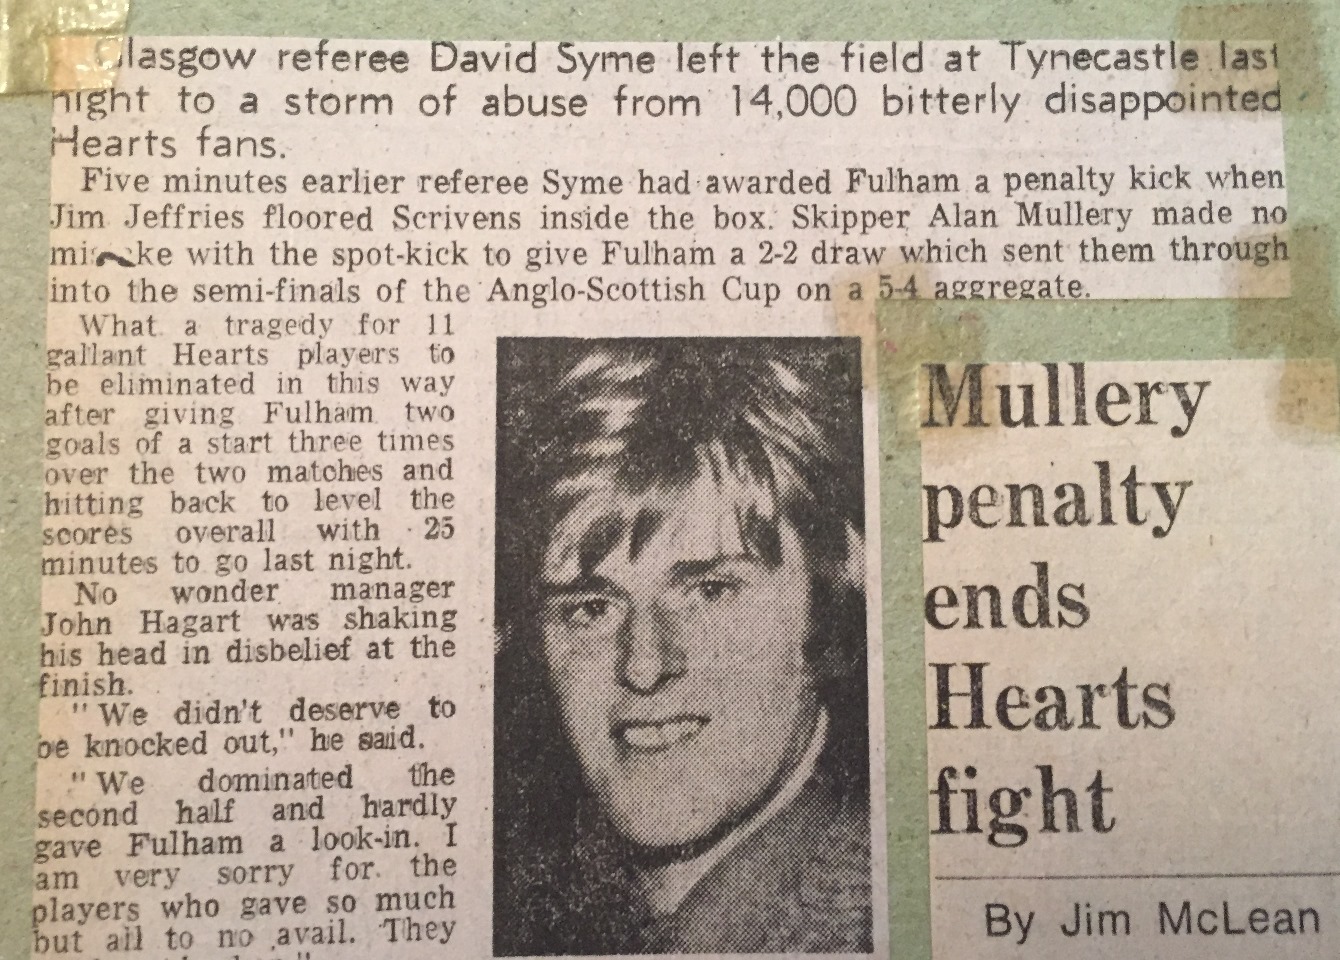 Glasgow referee David Syme left the field at Tynecastle last
night to a storm of abuse from 14,000 bitterly disappointed
Hearts fans.
Five minutes earlier referee Syme had awarded Fulham a penalty kick when
Jim Jeffries floored Scrivens inside the box. Skipper Alan Mullery made no
mistake with the spot-kick to give Fulham a 2-2 draw which sent them through
into the semi-finals of the Anglo-Scottish Cup on a 5-4 aggregate.
What a tragedy for 11
gallant Hearts players to
be eliminated in this way
after giving Fulham two
goals of a start three times
over the two matches and
hitting back to level the
scores overall with 25
minutes to go last night.
No wonder manager
John Hagart was shaking
his head in disbelief at the
finish.
"We didn't deserve to
be knocked out," he said.
"We dominated the
second half and hardly
gave Fulham a look-in. I
am very sorry for the
players who gave so much
but all to no avail. They
Mullery
penalty
ends
Hearts
fight
By Jim McLean